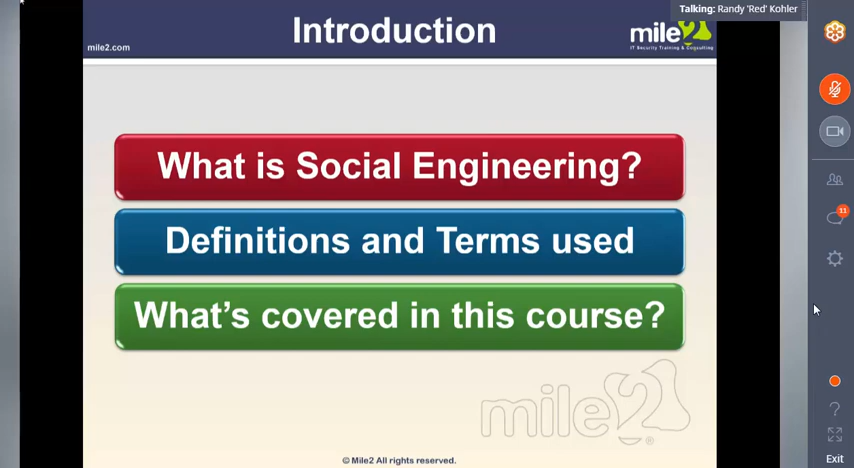 Talking: Randy 'Red' Kohler
Introduction
mile2.com
mile2
IT Security Training & Consulting
What is Social Engineering?
Definitions and Terms used
What's covered in this course?
mile2
®
© Mile2 All rights reserved.
11
?
Exit